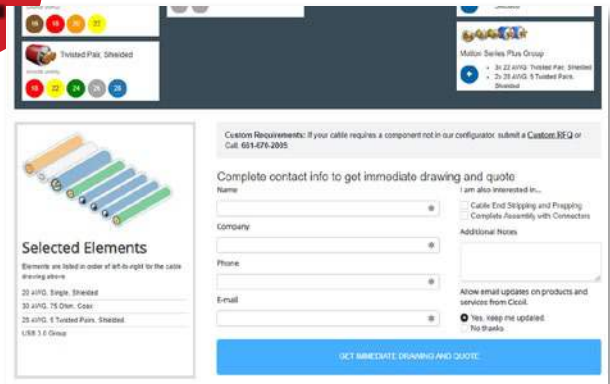 16
18
20
22
Twisted Pair, Shielded
18
22
24
26
28
Motion Series Plus Group
3x 22 AWG. Twisted Pair, Shielded
2x 28 AWG. 5 Twisted Pairs, Shielded
Custom Requirements: If your cable requires a component not in our configurator, submit a Custom RFQ or
Call. 661-670-2005
Complete contact info to get immediate drawing and quote
Name
Company
Phone
E-mail
I am also interested in...
Cable End Stripping and Prepping
Complete Assembly with Connectors
Additional Notes
Allow email updates on products and
services from Cicoil.
Yes, keep me updated.
No thanks.
GET IMMEDIATE DRAWING AND QUOTE
Selected Elements
Elements are listed in order of left-to-right for the cable
drawing above.
20 AWG. Single, Shielded
30 AWG. 75 Ohm. Coax
28 AWG. 5 Twisted Pairs, Shielded
USB 3.0 Group